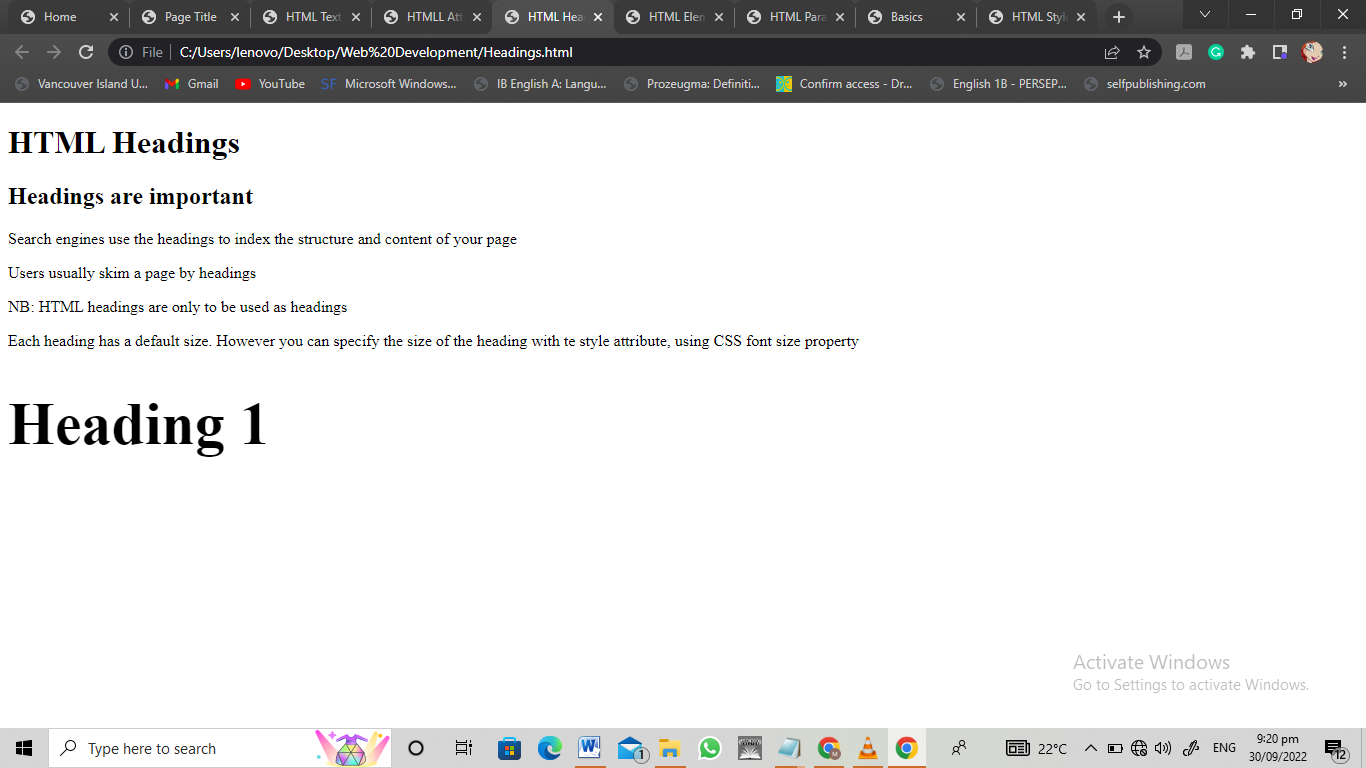 Home
Page Title
HTML Text
HTMLL Att
HTML Hea
HTML Elen
HTML Para
Basics
HTML Style
File
C:/Users/lenovo/Desktop/Web%20Development/Headings.html
Vancouver Island U...
Gmail
YouTube
SF Microsoft Windows...
IB English A: Langu...
Prozeugma: Definiti...
Confirm access - Dr...
English 1B - PERSEP...
selfpublishing.com
»
HTML Headings
Headings are important
Search engines use the headings to index the structure and content of your page
Users usually skim a page by headings
NB: HTML headings are only to be used as headings
Each heading has a default size. However you can specify the size of the heading with te style attribute, using CSS font size property
Heading 1
Activate Windows
Go to Settings to activate Windows.
Type here to search
1
22°C
ENG
9:20 pm
30/09/2022
12